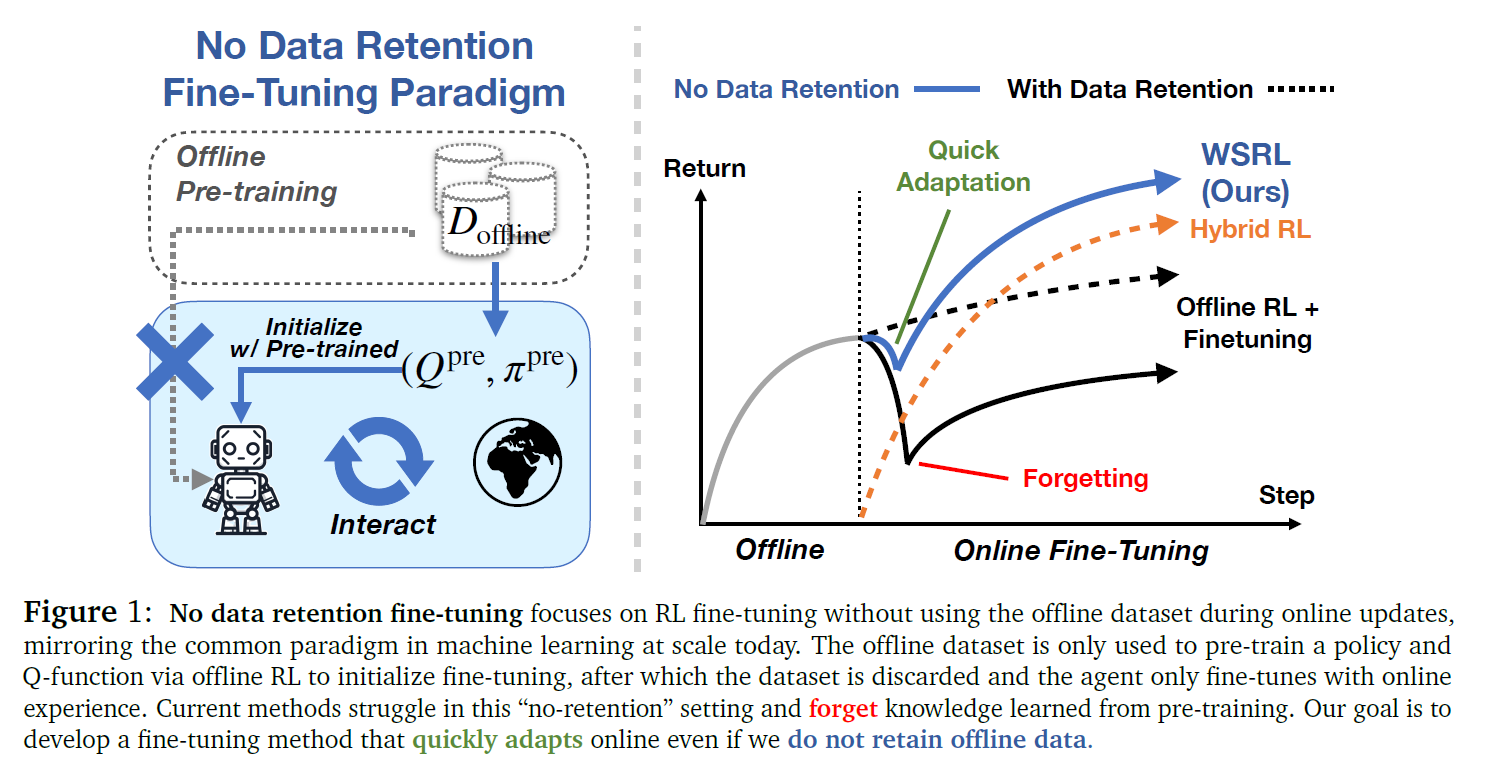 No Data Retention
Fine-Tuning Paradigm
Offline
Pre-training
D_offline
Initialize
w/ Pre-trained
(Q^pre, π^pre)
Interact
No Data Retention
With Data Retention
Return
Quick
Adaptation
WSRL
(Ours)
Hybrid RL
Offline RL +
Finetuning
Forgetting
Step
Offline
Online Fine-Tuning
Figure 1: No data retention fine-tuning focuses on RL fine-tuning without using the offline dataset during online updates,
mirroring the common paradigm in machine learning at scale today. The offline dataset is only used to pre-train a policy and
Q-function via offline RL to initialize fine-tuning, after which the dataset is discarded and the agent only fine-tunes with online
experience. Current methods struggle in this “no-retention” setting and forget knowledge learned from pre-training. Our goal is to
develop a fine-tuning method that quickly adapts online even if we do not retain offline data.